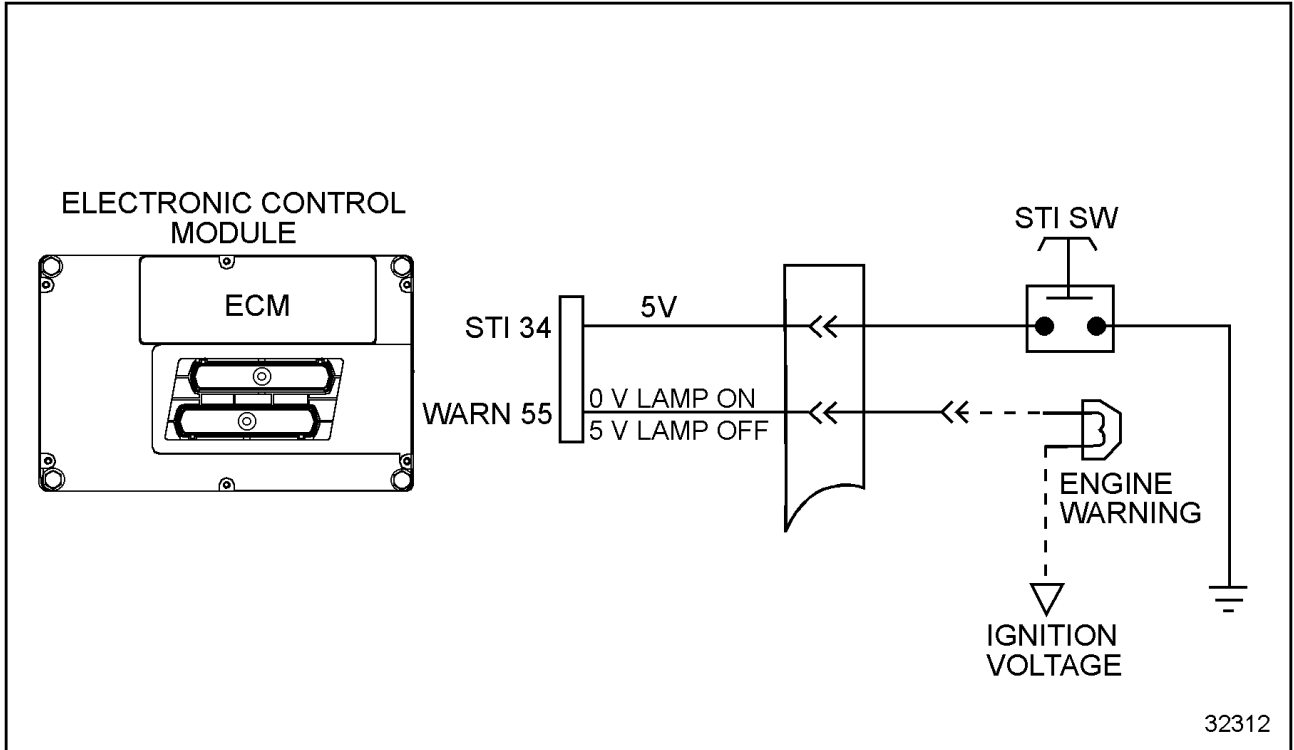 ELECTRONIC CONTROL
MODULE
ECM
STI 34
5V
STI SW
WARN 55
0 V LAMP ON
5 V LAMP OFF
ENGINE
WARNING
IGNITION
VOLTAGE
32312